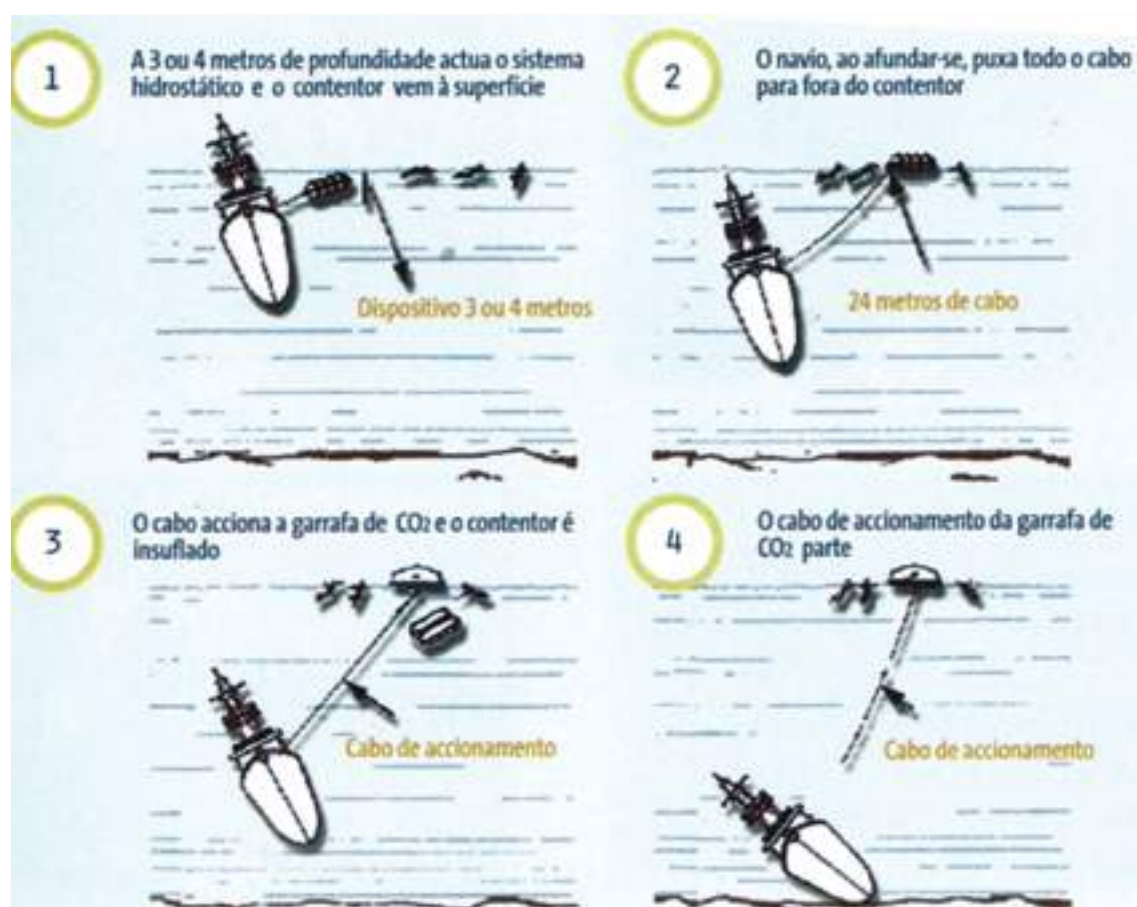 1
A 3 ou 4 metros de profundidade actua o sistema
hidrostático e o contentor vem à superfície
Dispositivo 3 ou 4 metros
2
O navio, ao afundar-se, puxa todo o cabo
para fora do contentor
24 metros de cabo
3
O cabo acciona a garrafa de CO2 e o contentor é
insuflado
Cabo de accionamento
4
O cabo de accionamento da garrafa de
CO2 parte
Cabo de accionamento